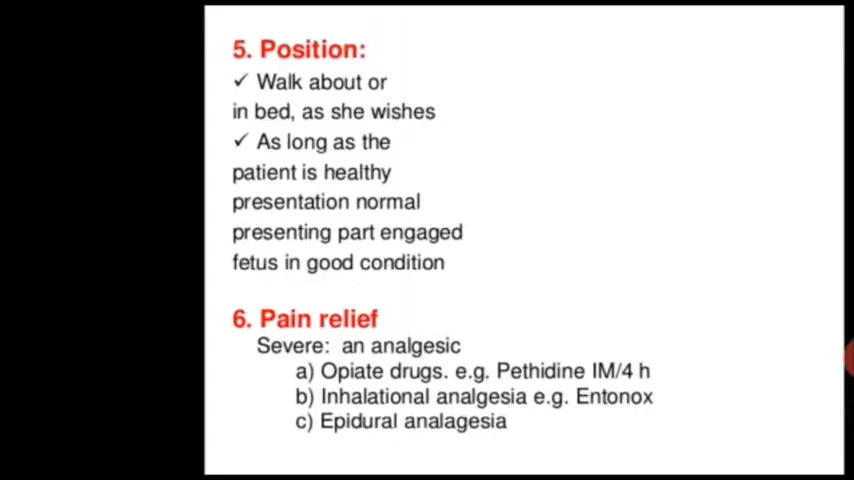 5. Position:
✓ Walk about or
in bed, as she wishes
✓ As long as the
patient is healthy
presentation normal
presenting part engaged
fetus in good condition
6. Pain relief
Severe: an analgesic
a) Opiate drugs. e.g. Pethidine IM/4 h
b) Inhalational analgesia e.g. Entonox
c) Epidural analagesia